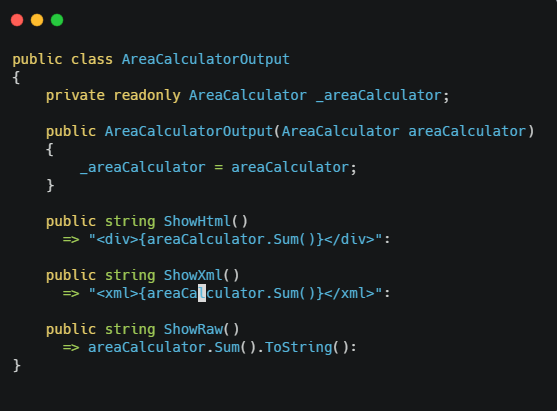 public class AreaCalculatorOutput
{
    private readonly AreaCalculator _areaCalculator;
    public AreaCalculatorOutput(AreaCalculator areaCalculator)
    {
        _areaCalculator = areaCalculator;
    }
    public string ShowHtml()
      => "<div>{areaCalculator.Sum()}</div>":
    public string ShowXml()
      => "<xml>{areaCalculator.Sum()}</xml>":
    public string ShowRaw()
      => areaCalculator.Sum().ToString():
}